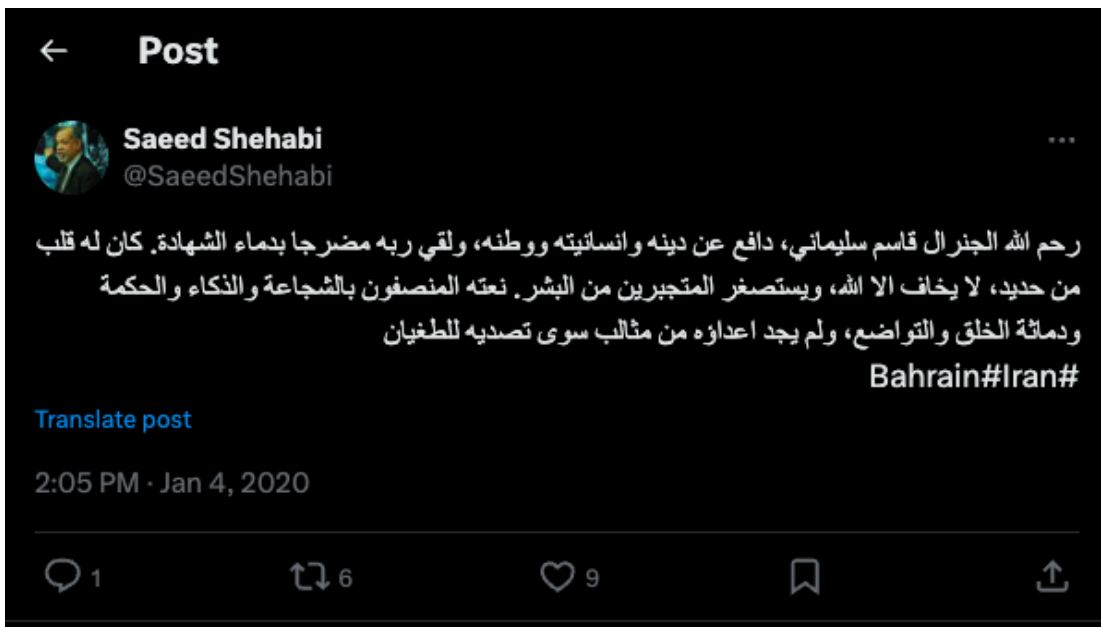 Post
Saeed Shehabi
@SaeedShehabi
رحم الله الجنرال قاسم سليماني، دافع عن دينه وانسانيته ووطنه، ولقي ربه مضرجا بدماء الشهادة. كان له قلب
من حديد، لا يخاف الا الله، ويستصغر المتجبرين من البشر. نعته المنصفون بالشجاعة والذكاء والحكمة
ودماثة الخلق والتواضع، ولم يجد اعداؤه من مثالب سوى تصديه للطغيان
Bahrain#Iran#
Translate post
2:05 PM · Jan 4, 2020
1 6 9